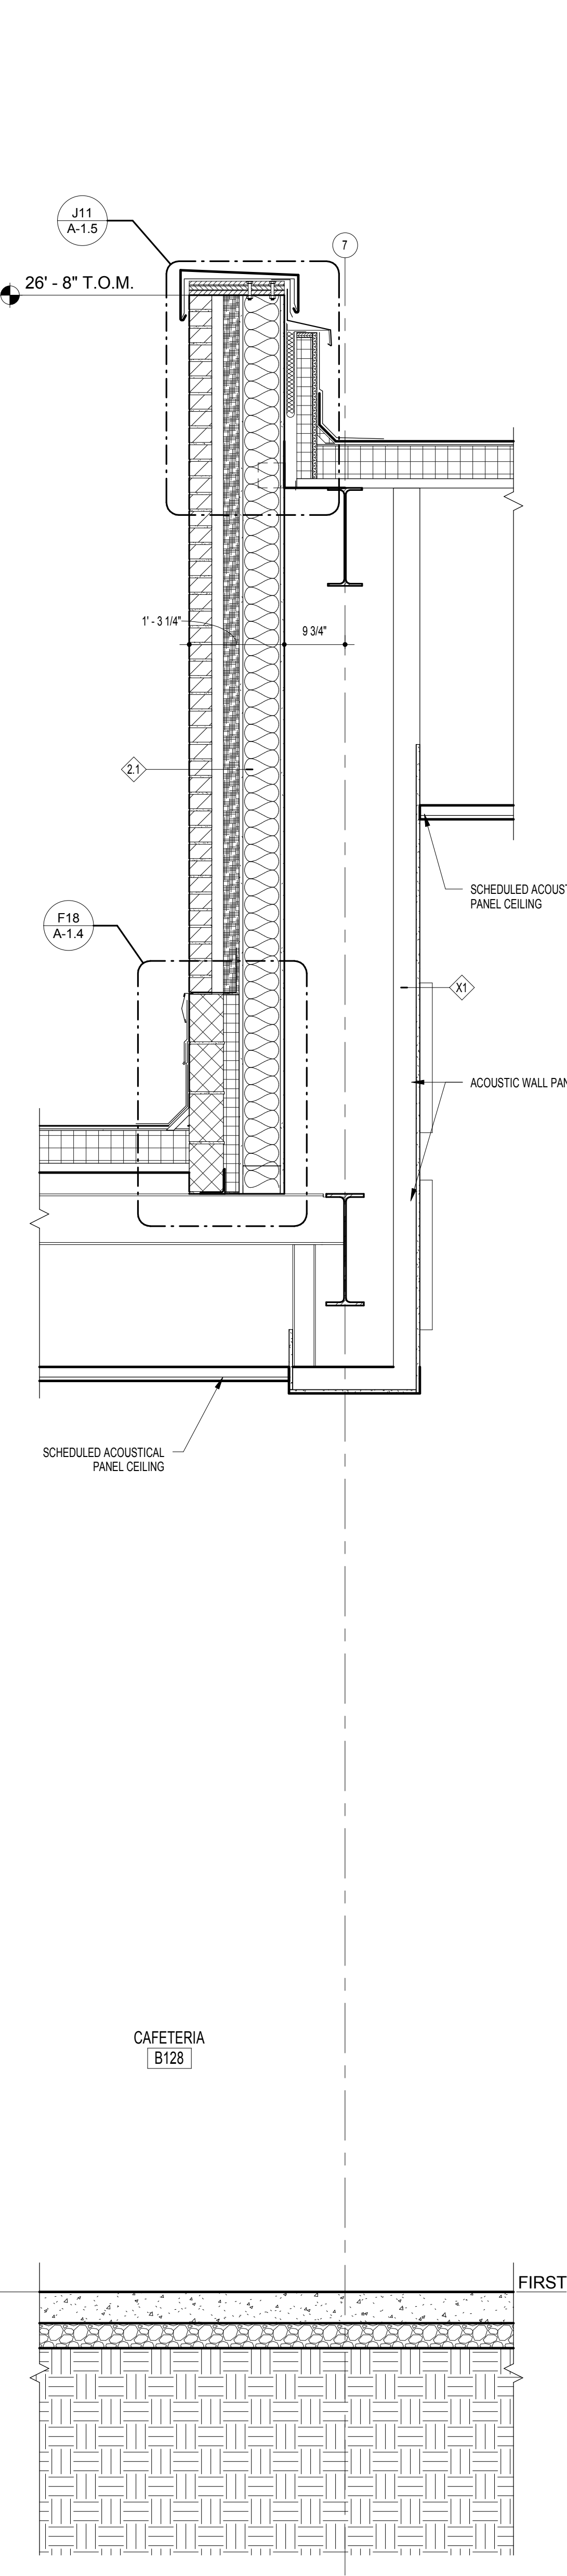 J11
A-1.5
7
26' - 8" T.O.M.
1' - 3 1/4"
9 3/4"
2.1
SCHEDULED ACOUST
PANEL CEILING
F18
A-1.4
X1
ACOUSTIC WALL PAN
SCHEDULED ACOUSTICAL
PANEL CEILING
CAFETERIA
B128
FIRST